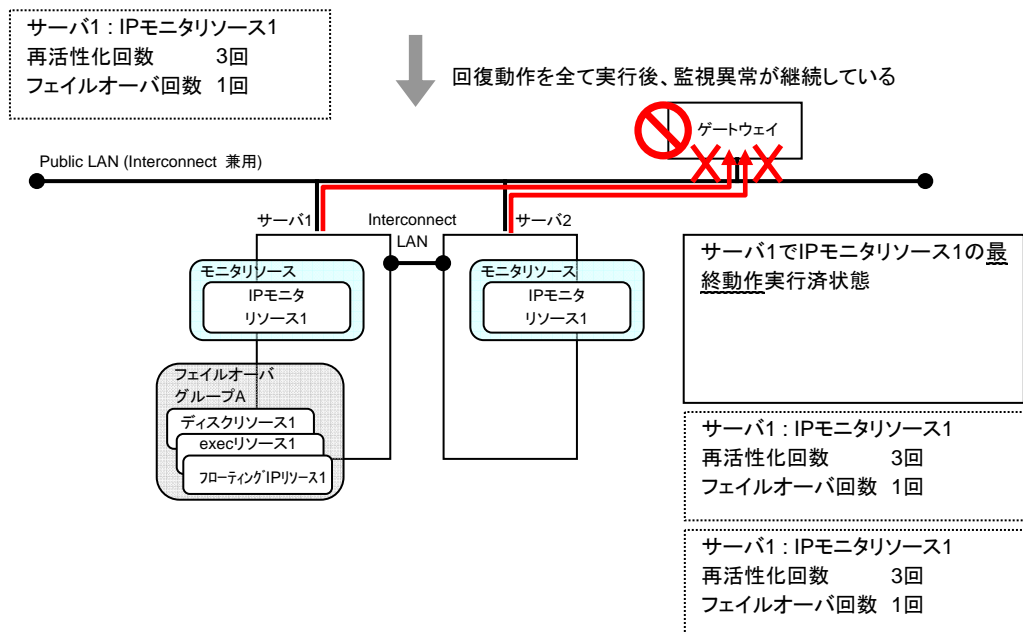 サーバ1 : IPモニタリソース1
再活性化回数 3回
フェイルオーバ回数 1回
回復動作を全て実行後、監視異常が継続している
ゲートウェイ
Public LAN (Interconnect 兼用)
サーバ1
Interconnect
LAN
サーバ2
モニタリソース
IPモニタ
リソース1
モニタリソース
IPモニタ
リソース1
フェイルオーバ
グループA
ディスクリソース1
execリソース1
フローティングIPリソース1
サーバ1でIPモニタリソース1の最
終動作実行済状態
サーバ1 : IPモニタリソース1
再活性化回数 3回
フェイルオーバ回数 1回
サーバ1 : IPモニタリソース1
再活性化回数 3回
フェイルオーバ回数 1回